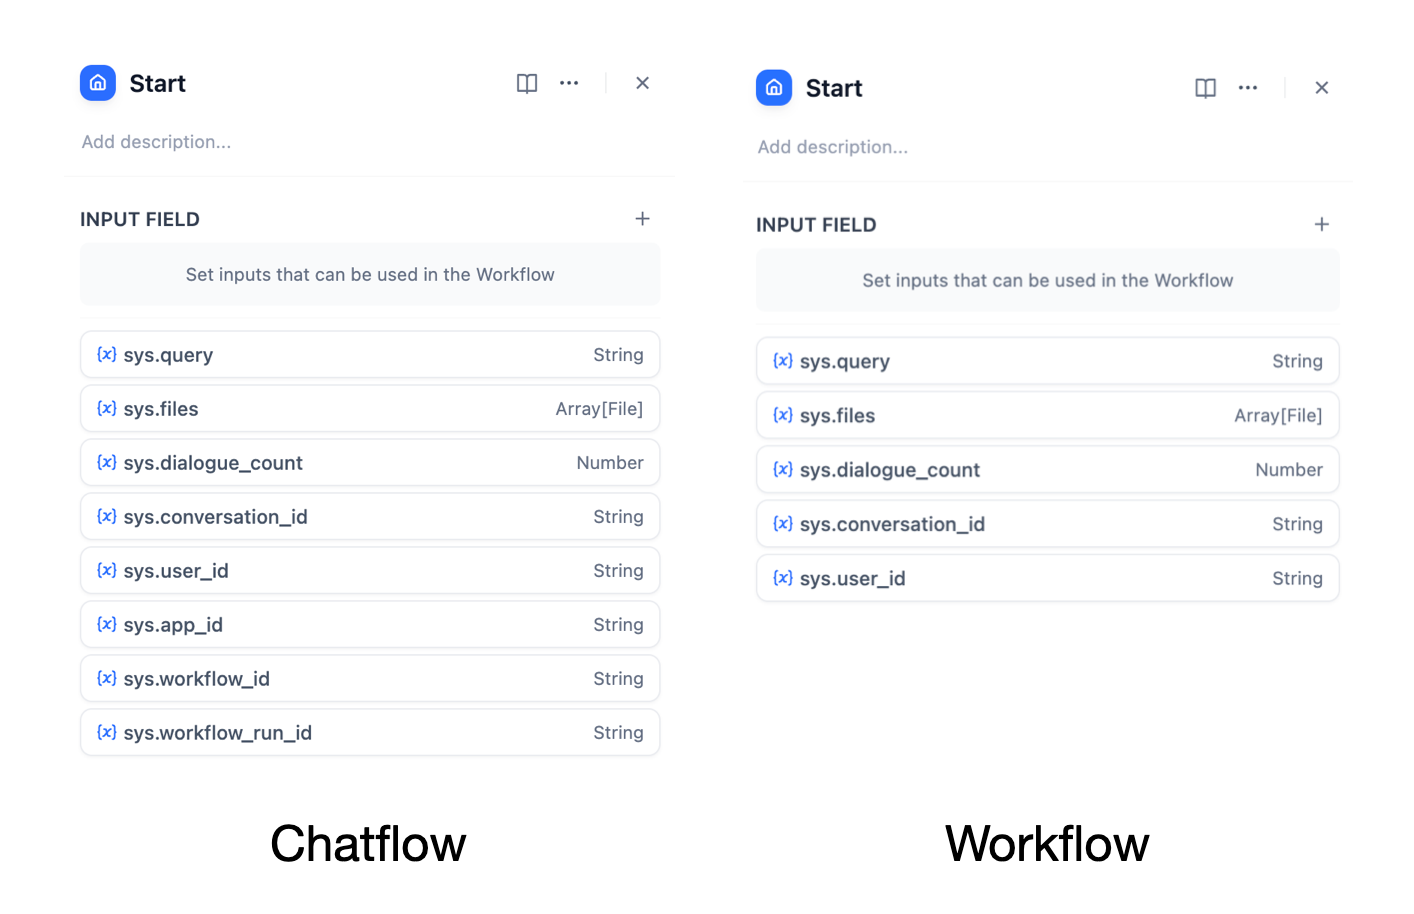 Start
Add description...
INPUT FIELD
Set inputs that can be used in the Workflow
{x} sys.query String
{x} sys.files Array[File]
{x} sys.dialogue_count Number
{x} sys.conversation_id String
{x} sys.user_id String
{x} sys.app_id String
{x} sys.workflow_id String
{x} sys.workflow_run_id String
Chatflow
Start
Add description...
INPUT FIELD
Set inputs that can be used in the Workflow
{x} sys.query String
{x} sys.files Array[File]
{x} sys.dialogue_count Number
{x} sys.conversation_id String
{x} sys.user_id String
Workflow